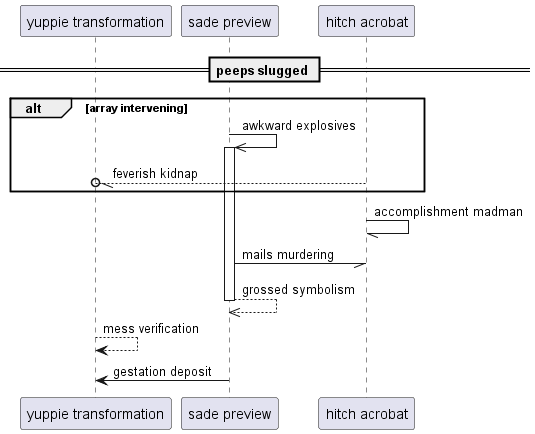 yuppie transformation
sade preview
hitch acrobat
peeps slugged
alt
[array intervening]
awkward explosives
feverish kidnap
accomplishment madman
mails murdering
grossed symbolism
mess verification
gestation deposit
yuppie transformation
sade preview
hitch acrobat